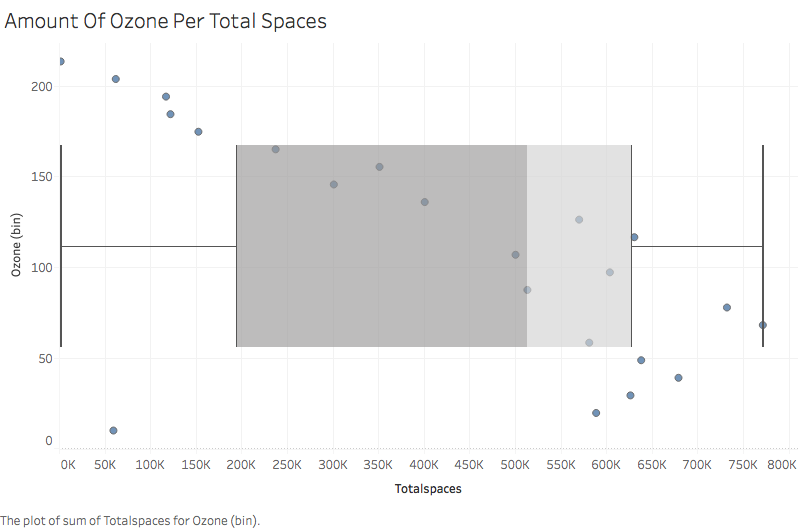 Amount Of Ozone Per Total Spaces
200
150
100
50
0
Ozone (bin)
0K 50K 100K 150K 200K 250K 300K 350K 400K 450K 500K 550K 600K 650K 700K 750K 800K
Totalspaces
The plot of sum of Totalspaces for Ozone (bin).